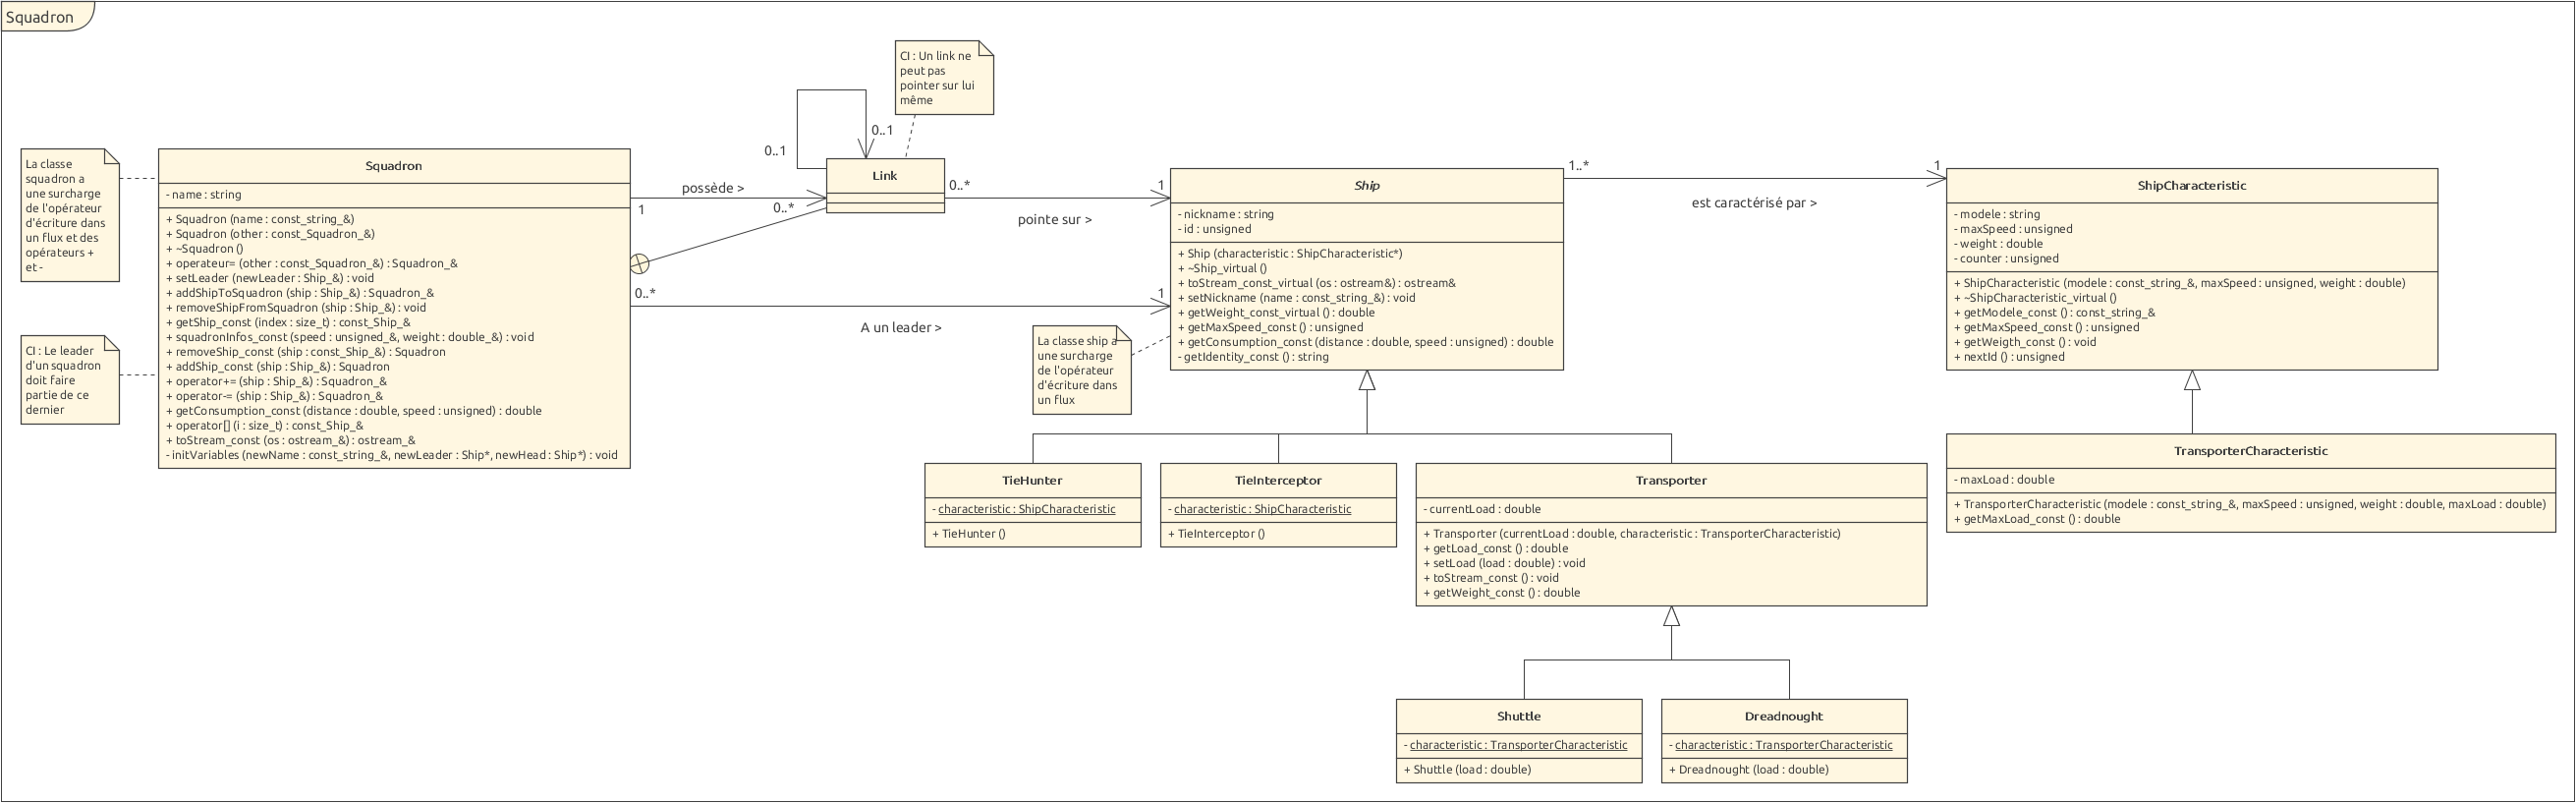 Squadron
CI : Un link ne
peut pas
pointer sur lui
même
0..1
0..1
La classe
squadron a
une surcharge
de l'opérateur
d'écriture dans
un flux et des
opérateurs +
et -
CI : Le leader
d'un squadron
doit faire
partie de ce
dernier
Squadron
- name : string
+ Squadron (name : const_string_&)
+ Squadron (other : const_Squadron_&)
+ ~Squadron ()
+ operateur= (other : const_Squadron_&) : Squadron_&
+ setLeader (newLeader : Ship_&) : void
+ addShipToSquadron (ship : Ship_&) : Squadron_&
+ removeShipFromSquadron (ship : Ship_&) : void
+ getShip_const (index : size_t) : const_Ship_&
+ squadronInfos_const (speed : unsigned_&, weight : double_&) : void
+ removeShip_const (ship : const_Ship_&) : Squadron
+ addShip_const (ship : Ship_&) : Squadron
+ operator+= (ship : Ship_&) : Squadron_&
+ operator-= (ship : Ship_&) : Squadron_&
+ getConsumption_const (distance : double, speed : unsigned) : double
+ operator[] (i : size_t) : const_Ship_&
+ toStream_const (os : ostream_&) : ostream_&
- initVariables (newName : const_string_&, newLeader : Ship*, newHead : Ship*) : void
possède >
1
0..*
Link
0..*
1
pointe sur >
0..*
1
A un leader >
La classe ship a
une surcharge
de l'opérateur
d'écriture dans
un flux
Ship
- nickname : string
- id : unsigned
+ Ship (characteristic : ShipCharacteristic*)
+ ~Ship_virtual ()
+ toStream_const_virtual (os : ostream&) : ostream&
+ setNickname (name : const_string_&) : void
+ getWeight_const_virtual () : double
+ getMaxSpeed_const () : unsigned
+ getConsumption_const (distance : double, speed : unsigned) : double
- getIdentity_const () : string
1..*
1
est caractérisé par >
ShipCharacteristic
- modele : string
- maxSpeed : unsigned
- weight : double
- counter : unsigned
+ ShipCharacteristic (modele : const_string_&, maxSpeed : unsigned, weight : double)
+ ~ShipCharacteristic_virtual ()
+ getModele_const () : const_string_&
+ getMaxSpeed_const () : unsigned
+ getWeigth_const () : void
+ nextId () : unsigned
TieHunter
- characteristic : ShipCharacteristic
+ TieHunter ()
TieInterceptor
- characteristic : ShipCharacteristic
+ TieInterceptor ()
Transporter
- currentLoad : double
+ Transporter (currentLoad : double, characteristic : TransporterCharacteristic)
+ getLoad_const () : double
+ setLoad (load : double) : void
+ toStream_const () : void
+ getWeight_const () : double
TransporterCharacteristic
- maxLoad : double
+ TransporterCharacteristic (modele : const_string_&, maxSpeed : unsigned, weight : double, maxLoad : double)
+ getMaxLoad_const () : double
Shuttle
- characteristic : TransporterCharacteristic
+ Shuttle (load : double)
Dreadnought
- characteristic : TransporterCharacteristic
+ Dreadnought (load : double)